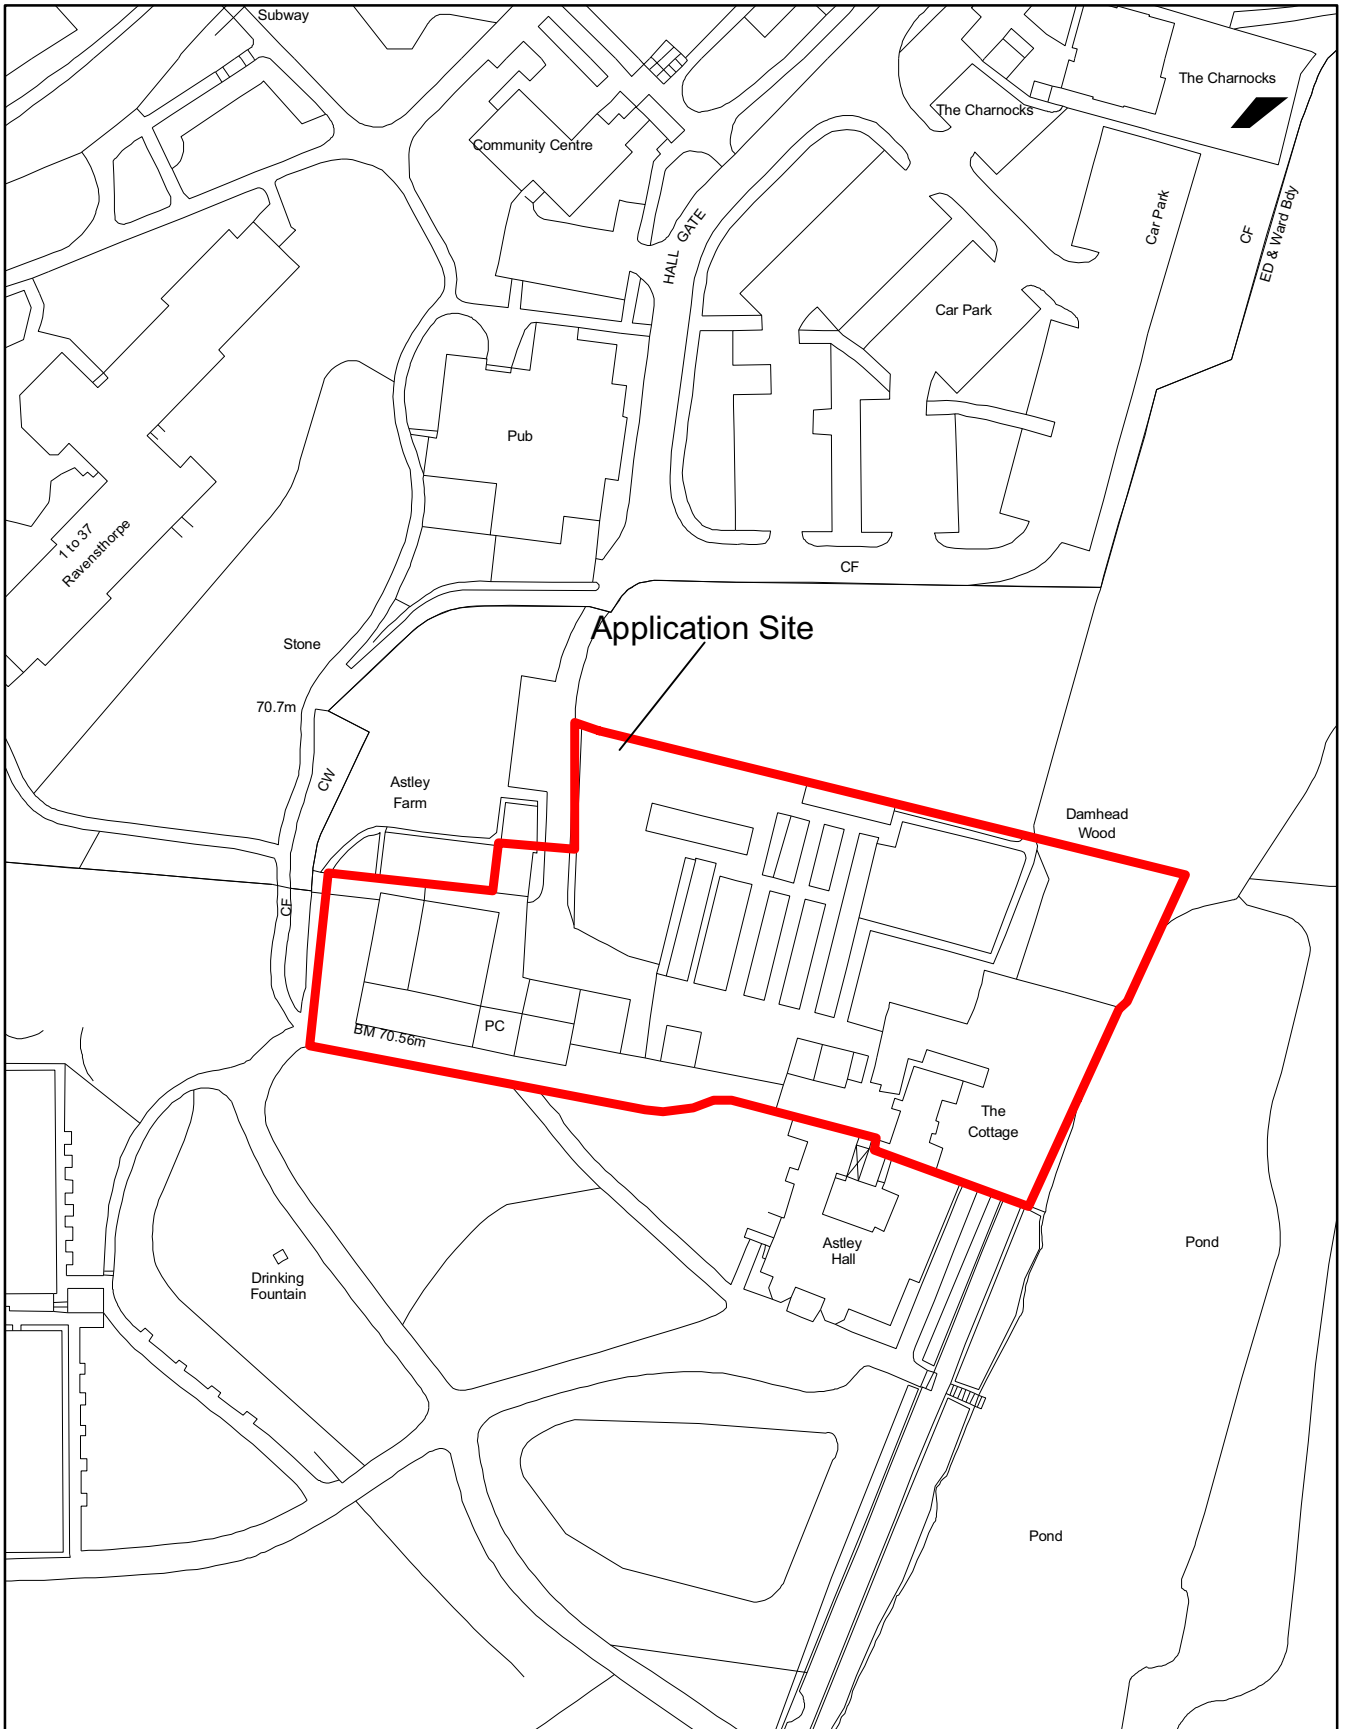 Subway
The Charnocks
The Charnocks
Community Centre
Car Park
CF
ED & Ward Bdy
HALL GATE
Car Park
Pub
1 to 37
Ravensthorpe
CF
Application Site
Stone
70.7m
CW
Astley
Farm
Damhead
Wood
CF
PC
BM 70.56m
The
Cottage
Astley
Hall
Pond
Drinking
Fountain
Pond